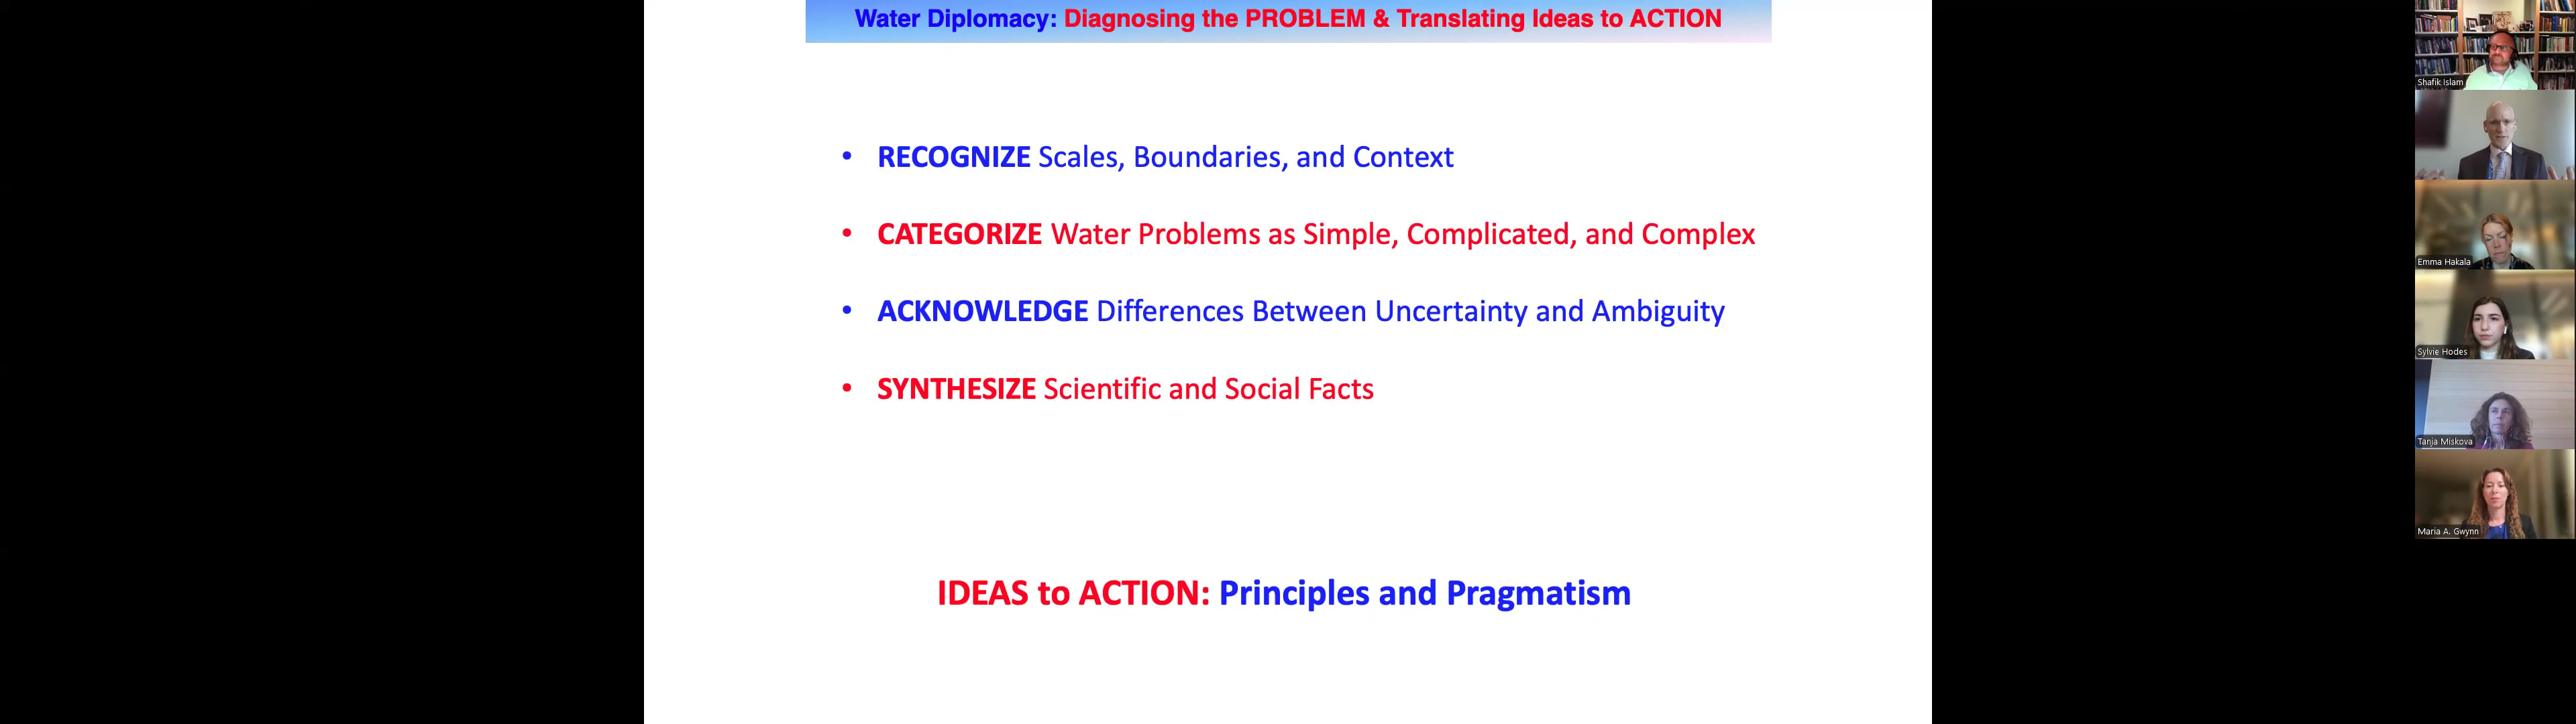 Water Diplomacy: Diagnosing the PROBLEM & Translating Ideas to ACTION
• RECOGNIZE Scales, Boundaries, and Context
• CATEGORIZE Water Problems as Simple, Complicated, and Complex
• ACKNOWLEDGE Differences Between Uncertainty and Ambiguity
• SYNTHESIZE Scientific and Social Facts
IDEAS to ACTION: Principles and Pragmatism
Shafik Islam
Emma Hakala
Sylvie Hodes
Tanja Miskova
Maria A. Gwynn